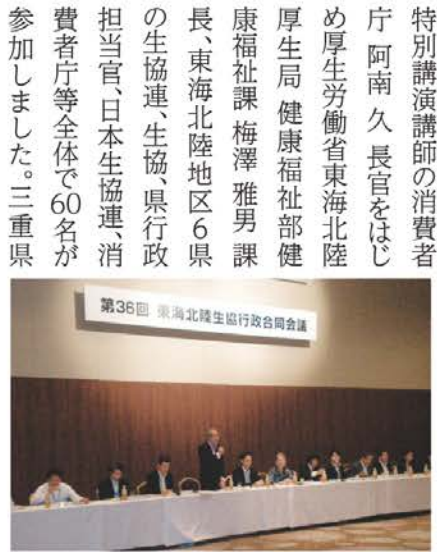 特別講演講師の消費者
庁 阿南 久 長官をはじ
め厚生労働省東海北陸
厚生局 健康福祉部健
康福祉課 梅澤 雅男 課
長、東海北陸地区6県
の生協連、生協、県行政
担当官、日本生協連、消
費者庁等全体で60名が
参加しました。三重県
第36回 東海北陸生協行政合同会議